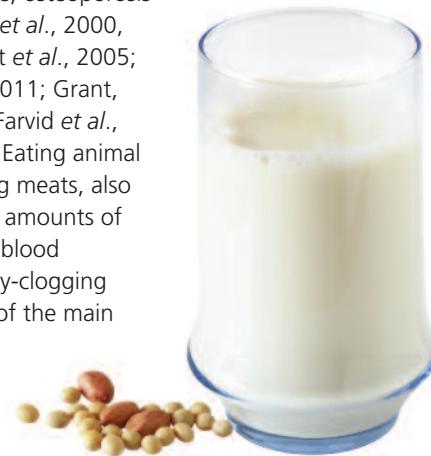 osteoporosis
et al., 2000,
et al., 2005;
2011; Grant,
Farvid et al.,
Eating animal
meats, also
amounts of
blood
y-clogging
of the main